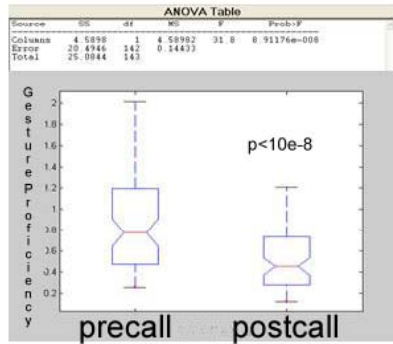 ANOVA Table
Source SS df MS F Prob>F
Columns 4.5898 1 4.58982 31.8 8.91176e-008
Error 20.4946 142 0.14433
Total 25.0844 143
Gesture Proficiency
2
1.8
1.6
1.4
1.2
1
0.8
0.6
0.4
0.2
p<10e-8
precall postcall